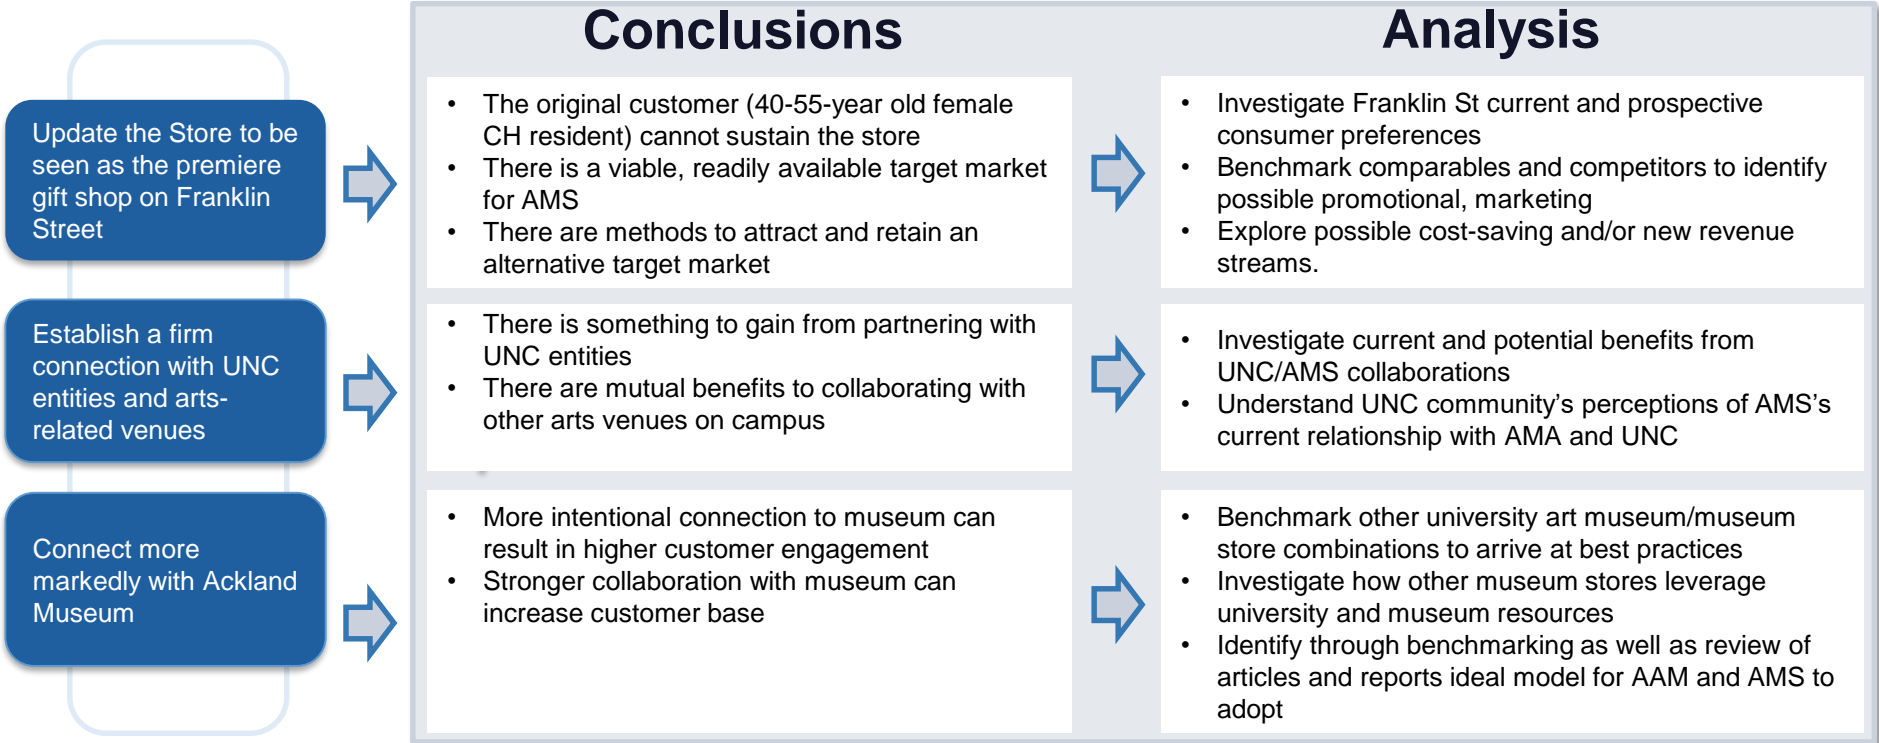 Conclusions
Analysis
Update the Store to be
seen as the premiere
gift shop on Franklin
Street
• The original customer (40-55-year old female
CH resident) cannot sustain the store
• There is a viable, readily available target market
for AMS
• There are methods to attract and retain an
alternative target market
• Investigate Franklin St current and prospective
consumer preferences
• Benchmark comparables and competitors to identify
possible promotional, marketing
• Explore possible cost-saving and/or new revenue
streams.
Establish a firm
connection with UNC
entities and arts-
related venues
• There is something to gain from partnering with
UNC entities
• There are mutual benefits to collaborating with
other arts venues on campus
• Investigate current and potential benefits from
UNC/AMS collaborations
• Understand UNC community’s perceptions of AMS’s
current relationship with AMA and UNC
Connect more
markedly with Ackland
Museum
• More intentional connection to museum can
result in higher customer engagement
• Stronger collaboration with museum can
increase customer base
• Benchmark other university art museum/museum
store combinations to arrive at best practices
• Investigate how other museum stores leverage
university and museum resources
• Identify through benchmarking as well as review of
articles and reports ideal model for AAM and AMS to
adopt